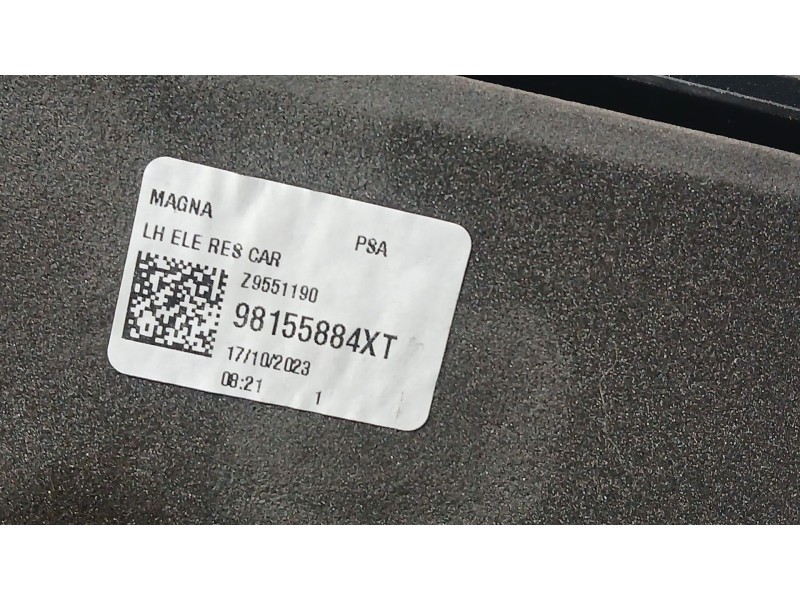 MAGNA
LH ELE RES CAR PSA
Z9551190
98155884XT
17/10/2023
08:21 1